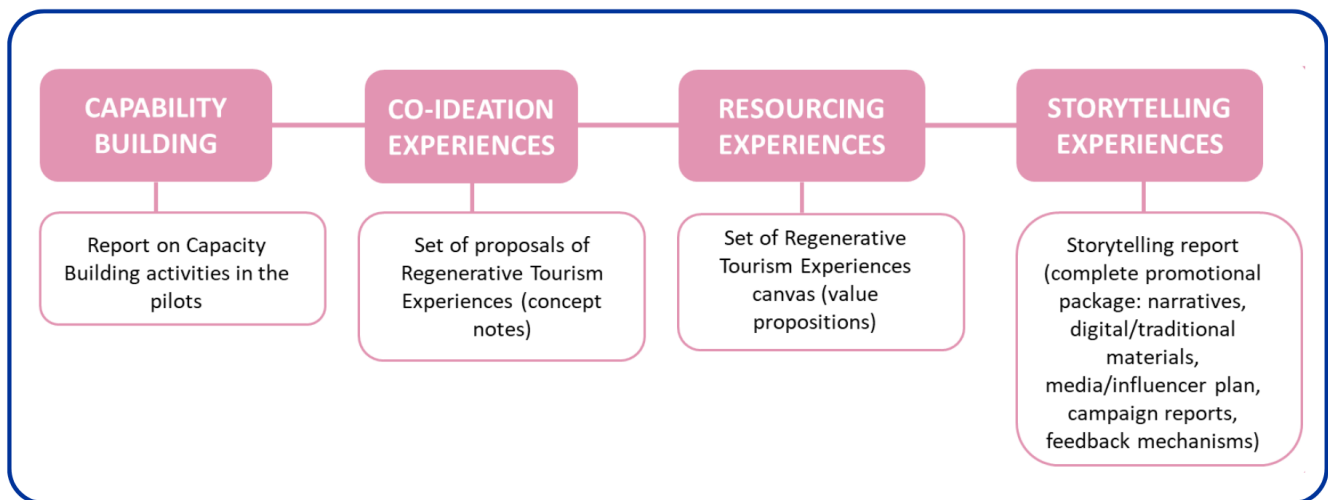 CAPABILITY
BUILDING
CO-IDEATION
EXPERIENCES
RESOURCING
EXPERIENCES
STORYTELLING
EXPERIENCES
Report on Capacity
Building activities in the
pilots
Set of proposals of
Regenerative Tourism
Experiences (concept
notes)
Set of Regenerative
Tourism Experiences
canvas (value
propositions)
Storytelling report
(complete promotional
package: narratives,
digital/traditional
materials,
media/influencer plan,
campaign reports,
feedback mechanisms)